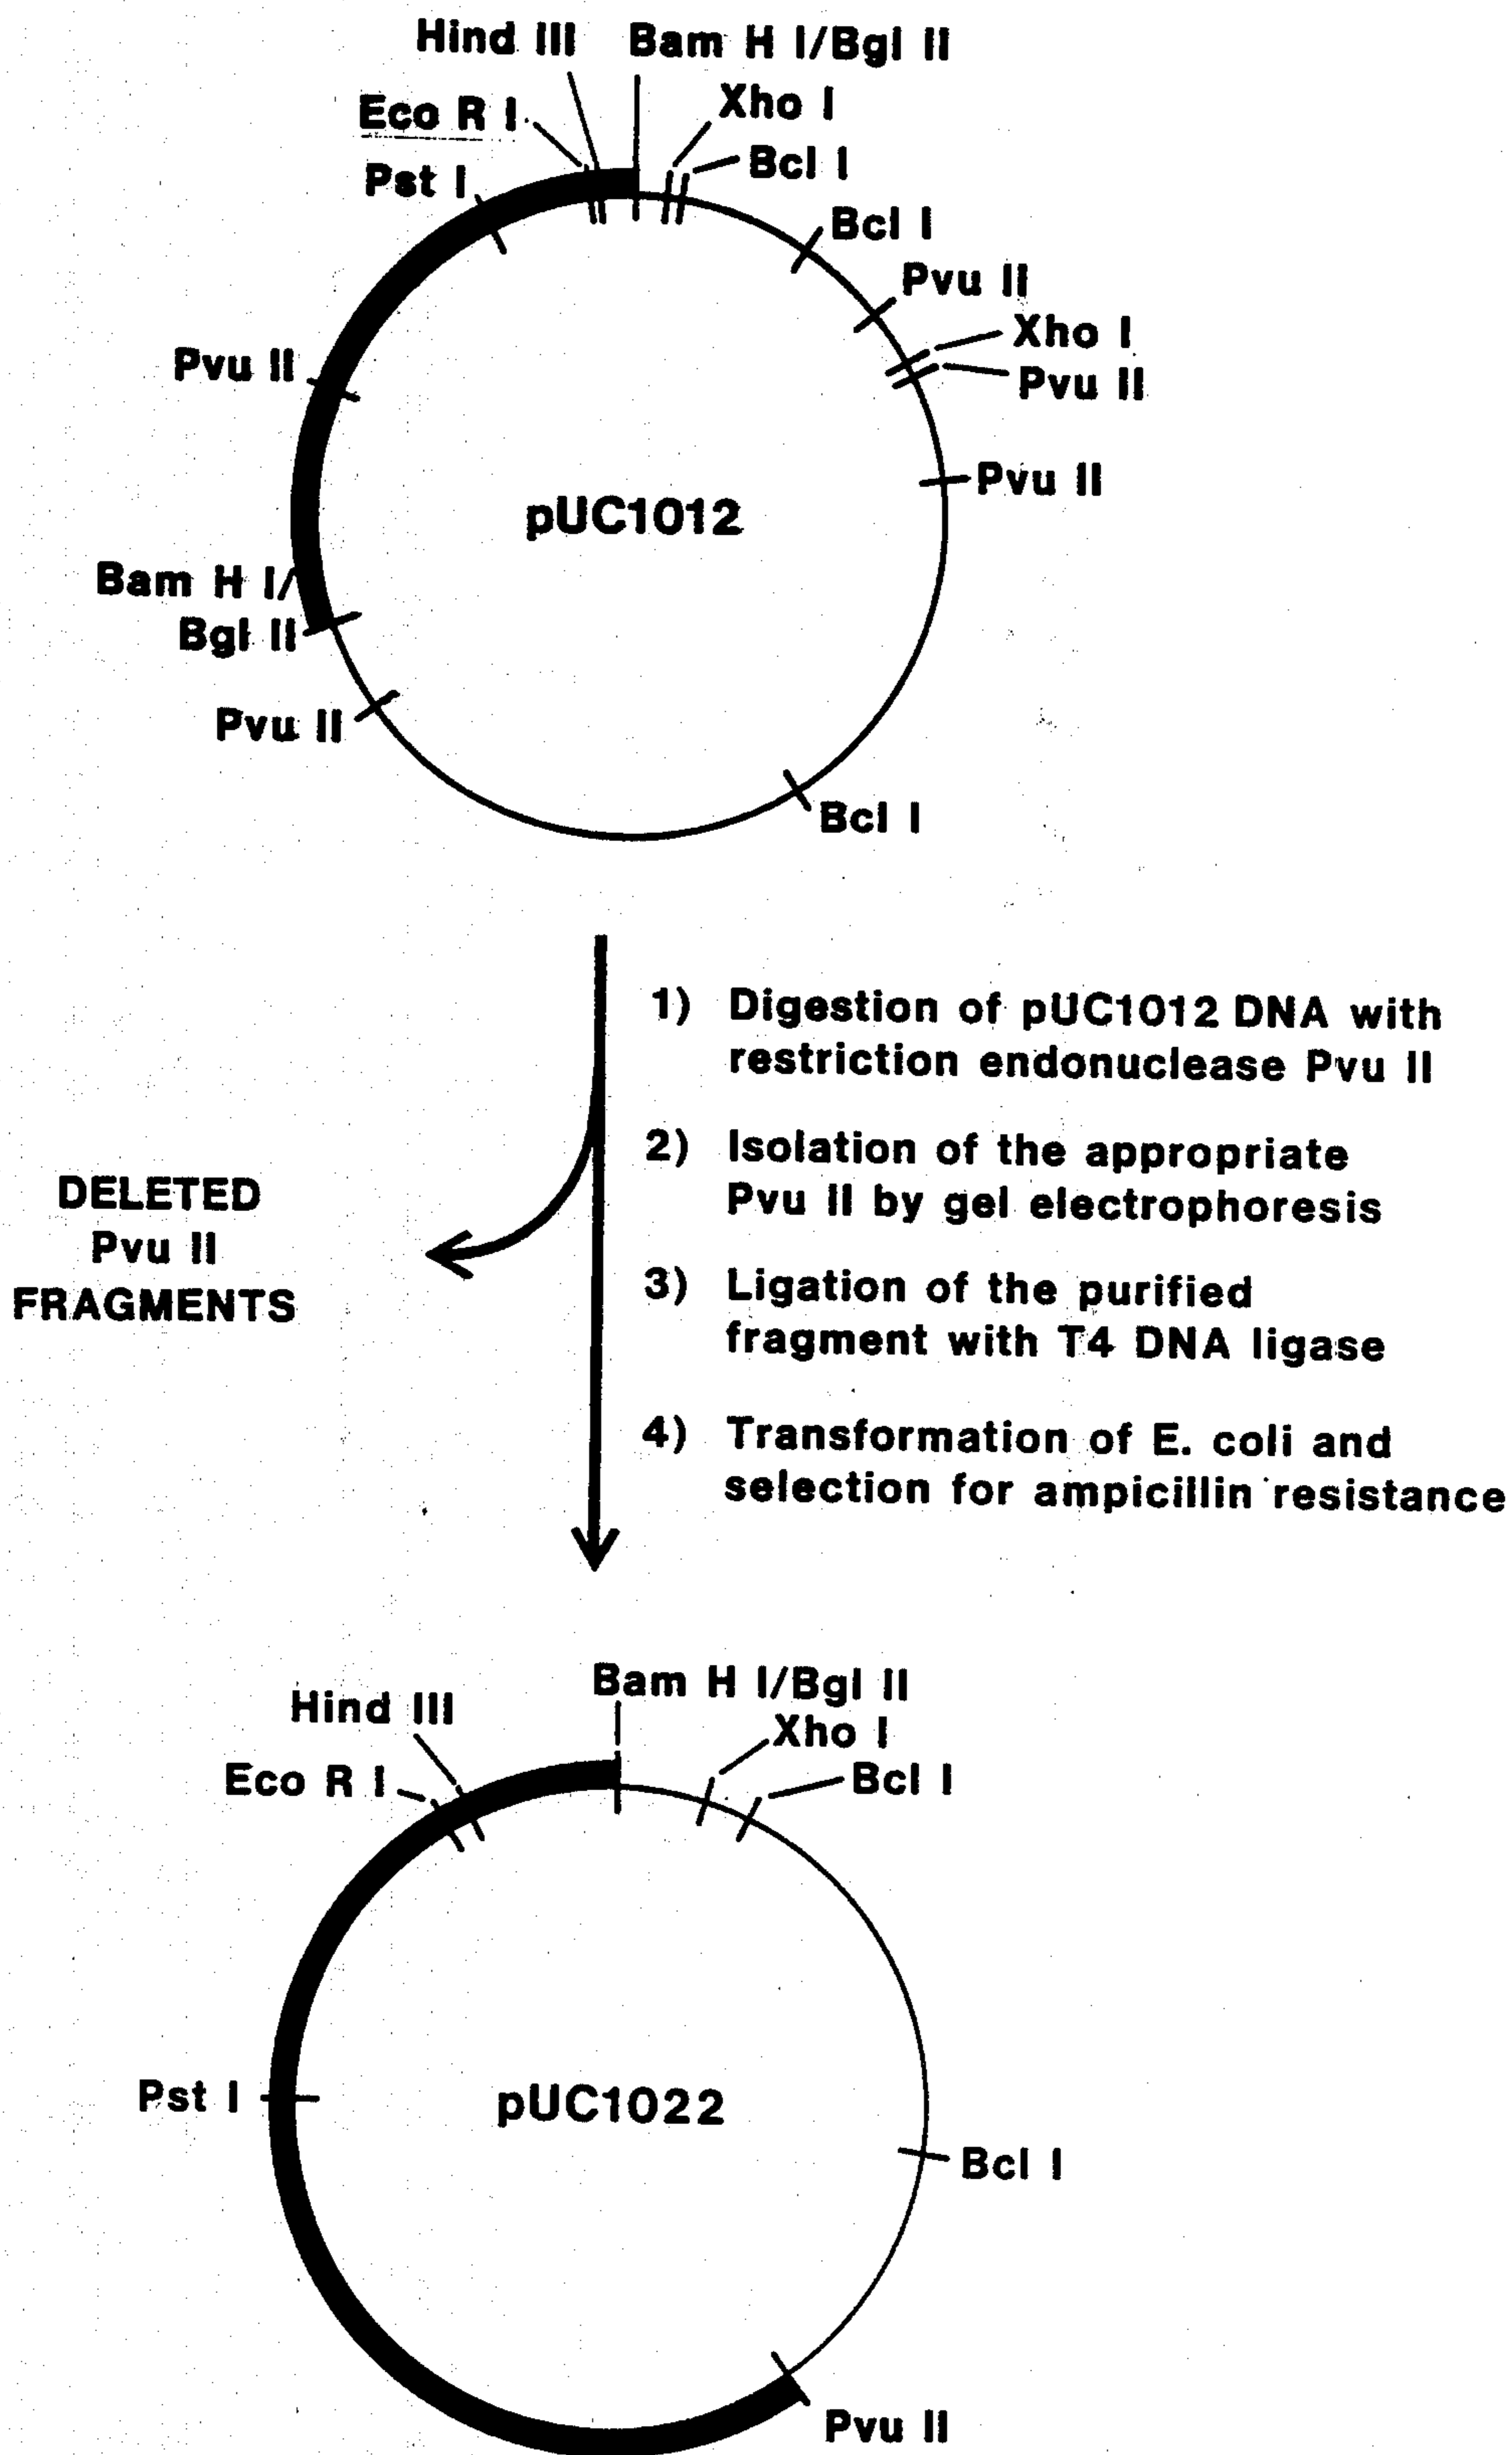 Hind III
Bam H I/Bgl II
Eco R I
Xho I
Pst I
Bcl I
Bcl I
Pvu II
Xho I
Pvu II
Pvu II
Pvu II
pUC1012
Bam H I/
Bgl II
Pvu II
Bcl I
1) Digestion of pUC1012 DNA with
restriction endonuclease Pvu II
2) Isolation of the appropriate
Pvu II by gel electrophoresis
DELETED
Pvu II
FRAGMENTS
3) Ligation of the purified
fragment with T4 DNA ligase
4) Transformation of E. coli and
selection for ampicillin resistance
Bam H I/Bgl II
Hind III
Xho I
Eco R I
Bcl I
Pst I
pUC1022
Bcl I
Pvu II